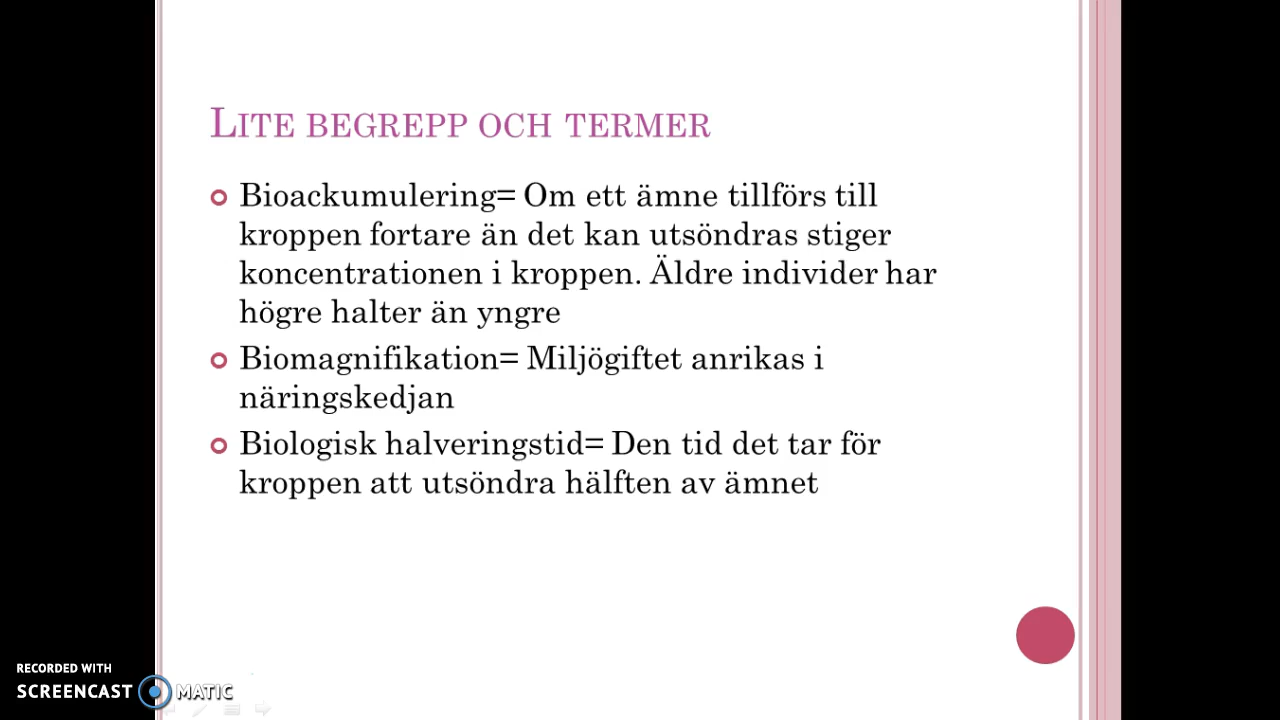 LITE BEGREPP OCH TERMER
Bioackumulering= Om ett ämne tillförs till
kroppen fortare än det kan utsöndras stiger
koncentrationen i kroppen. Äldre individer har
högre halter än yngre
Biomagnifikation= Miljögiftet anrikas i
näringskedjan
Biologisk halveringstid= Den tid det tar för
kroppen att utsöndra hälften av ämnet
RECORDED WITH
SCREENCAST MATIC